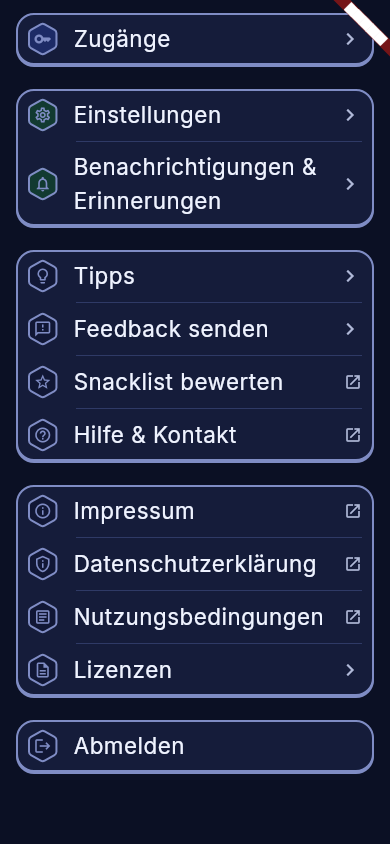 Zugänge
Einstellungen
Benachrichtigungen &
Erinnerungen
Tipps
Feedback senden
Snacklist bewerten
Hilfe & Kontakt
Impressum
Datenschutzerklärung
Nutzungsbedingungen
Lizenzen
Abmelden